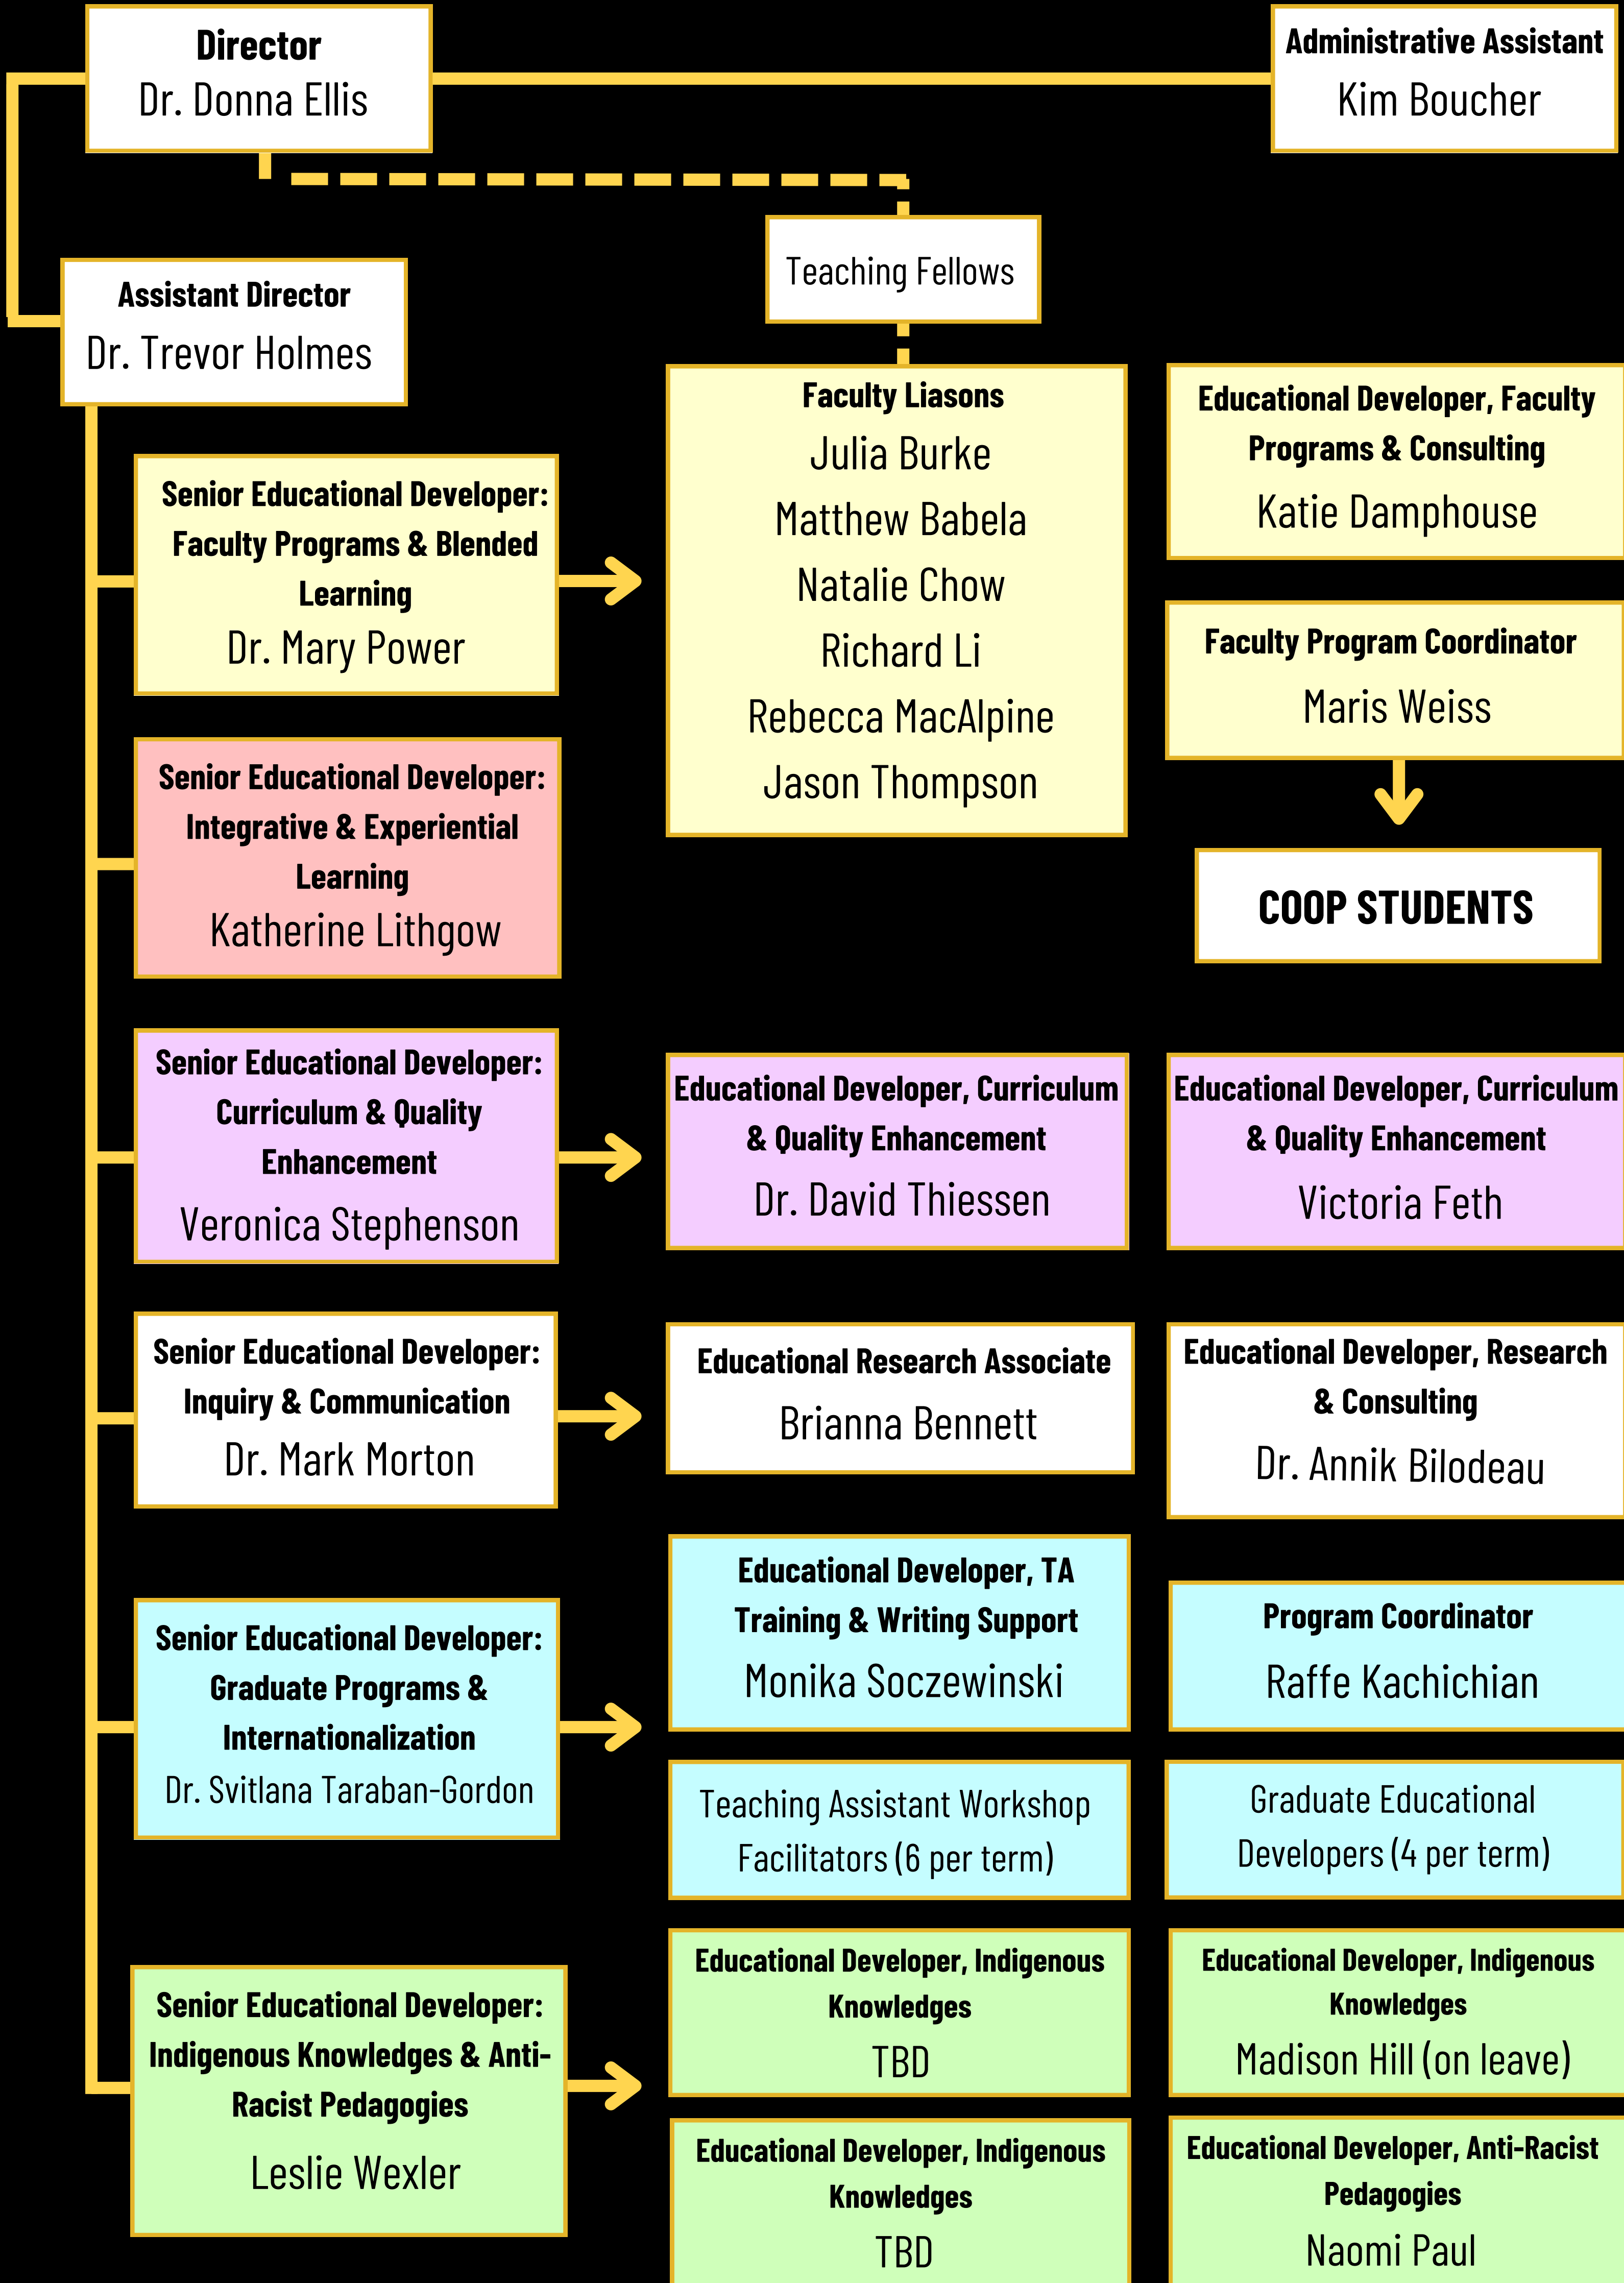 Director
Dr. Donna Ellis
Administrative Assistant
Kim Boucher
Teaching Fellows
Assistant Director
Dr. Trevor Holmes
Senior Educational Developer:
Faculty Programs & Blended
Learning
Dr. Mary Power
Faculty Liasons
Julia Burke
Matthew Babela
Natalie Chow
Richard Li
Rebecca MacAlpine
Jason Thompson
Educational Developer, Faculty
Programs & Consulting
Katie Damphouse
Faculty Program Coordinator
Maris Weiss
COOP STUDENTS
Senior Educational Developer:
Integrative & Experiential
Learning
Katherine Lithgow
Senior Educational Developer:
Curriculum & Quality
Enhancement
Veronica Stephenson
Educational Developer, Curriculum
& Quality Enhancement
Dr. David Thiessen
Educational Developer, Curriculum
& Quality Enhancement
Victoria Feth
Senior Educational Developer:
Inquiry & Communication
Dr. Mark Morton
Educational Research Associate
Brianna Bennett
Educational Developer, Research
& Consulting
Dr. Annik Bilodeau
Senior Educational Developer:
Graduate Programs &
Internationalization
Dr. Svitlana Taraban-Gordon
Educational Developer, TA
Training & Writing Support
Monika Soczewinski
Program Coordinator
Raffe Kachichian
Teaching Assistant Workshop
Facilitators (6 per term)
Graduate Educational
Developers (4 per term)
Senior Educational Developer:
Indigenous Knowledges & Anti-
Racist Pedagogies
Leslie Wexler
Educational Developer, Indigenous
Knowledges
TBD
Educational Developer, Indigenous
Knowledges
Madison Hill (on leave)
Educational Developer, Indigenous
Knowledges
TBD
Educational Developer, Anti-Racist
Pedagogies
Naomi Paul